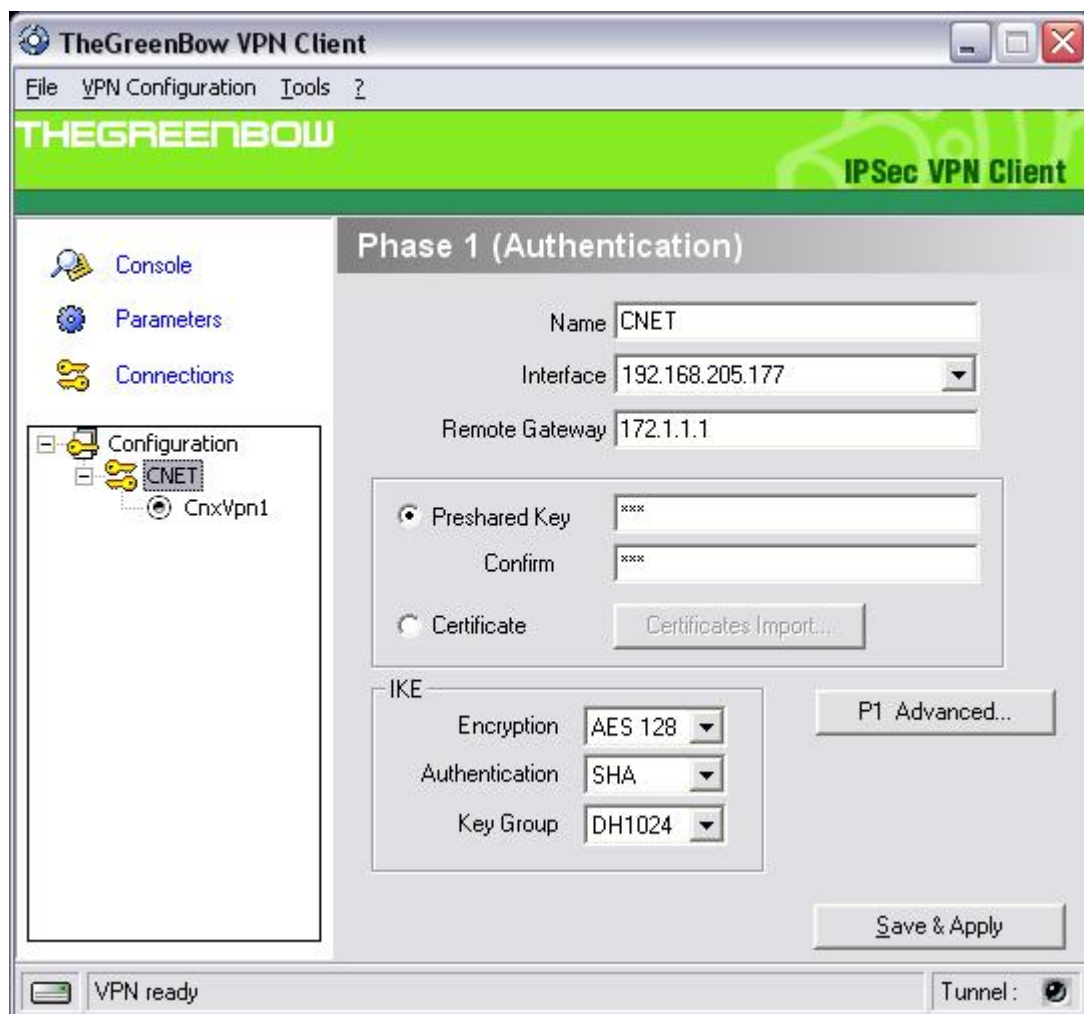 TheGreenBow VPN Client
File VPN Configuration Tools ?
THEGREENBOW
IPSec VPN Client
Console
Parameters
Connections
Configuration
CNET
CnxVpn1
Phase 1 (Authentication)
Name CNET
Interface 192.168.205.177
Remote Gateway 172.1.1.1
Preshared Key ***
Confirm ***
Certificate Certificates Import...
IKE
Encryption AES 128
Authentication SHA
Key Group DH1024
P1 Advanced...
Save & Apply
VPN ready
Tunnel :